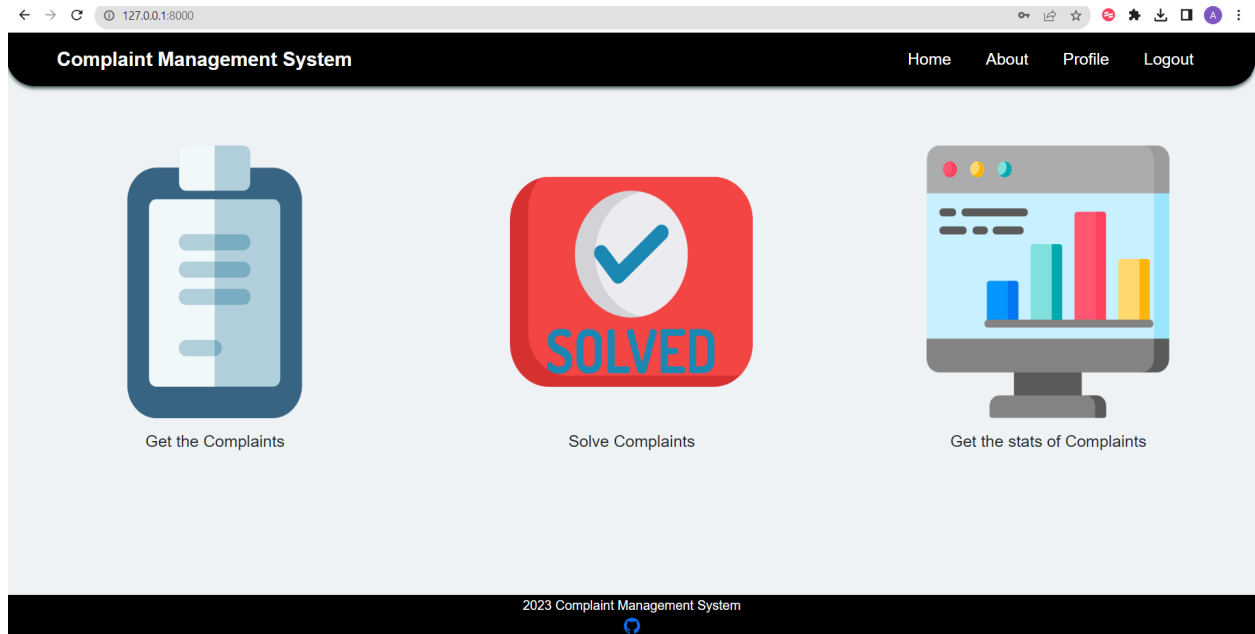 127.0.0.1:8000
A
Complaint Management System
Home About Profile Logout
SOLVED
Get the Complaints
Solve Complaints
Get the stats of Complaints
2023 Complaint Management System